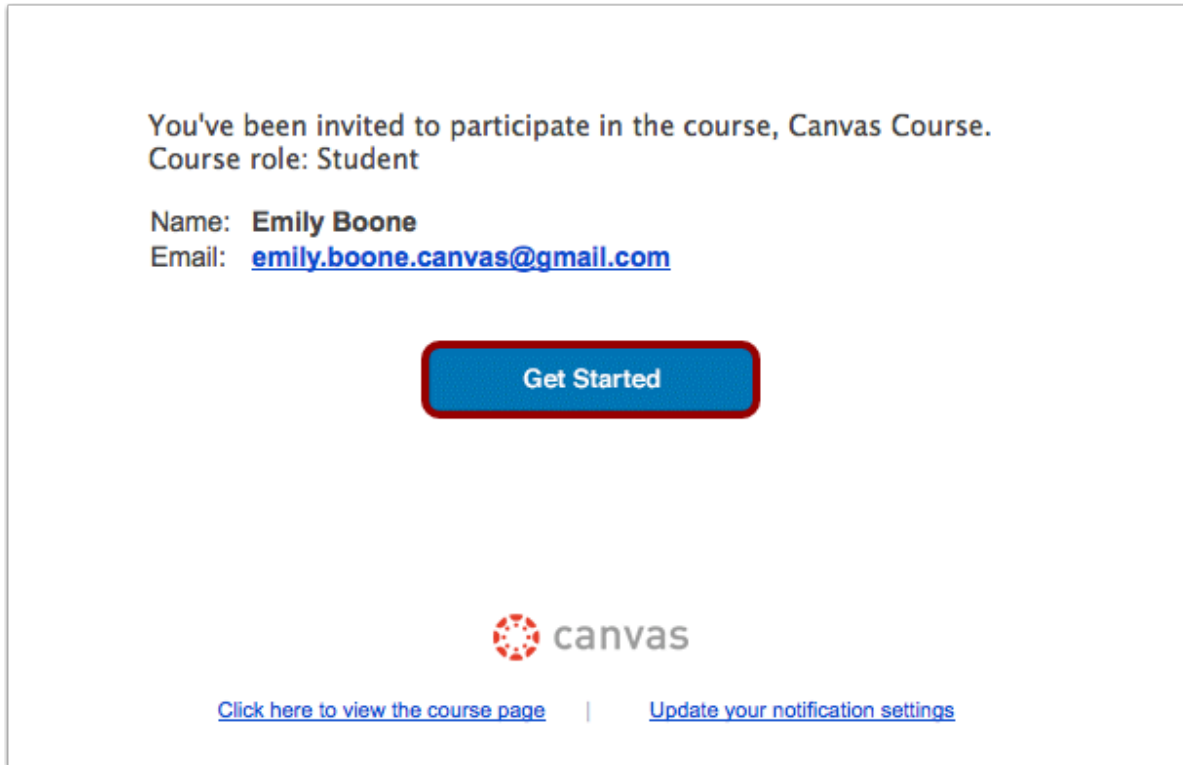 You've been invited to participate in the course, Canvas Course.
Course role: Student
Name: Emily Boone
Email: emily.boone.canvas@gmail.com
Get Started
canvas
Click here to view the course page | Update your notification settings